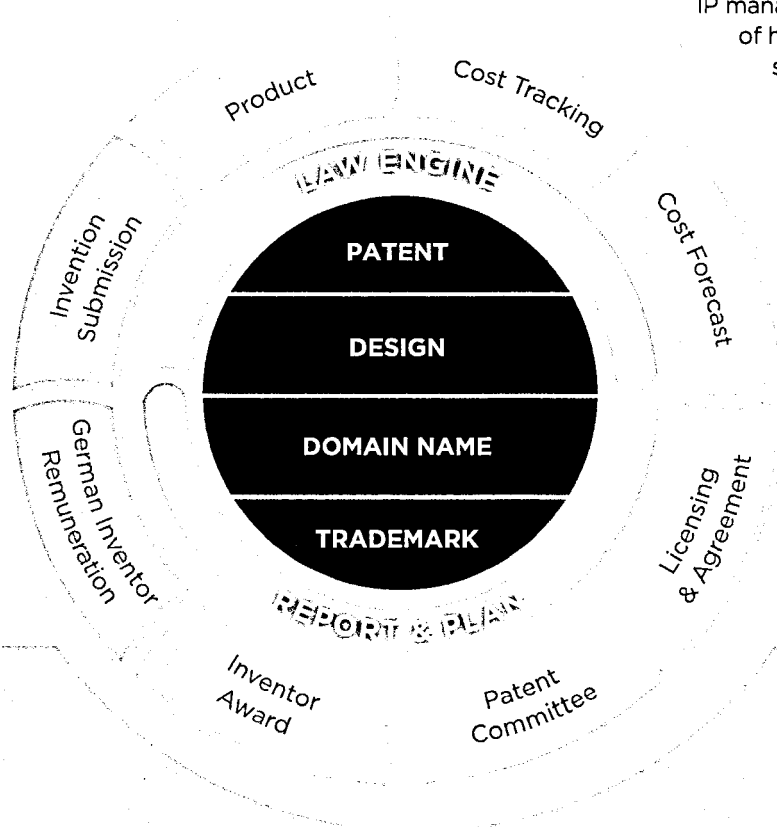 IP mana
of h
s
Product
Cost Tracking
LAW ENGINE
Invention
Submission
PATENT
Cost Forecast
DESIGN
DOMAIN NAME
German Inventor
Remuneration
Licensing
& Agreement
TRADEMARK
REPORT & PLAN
Inventor
Award
Patent
Committee